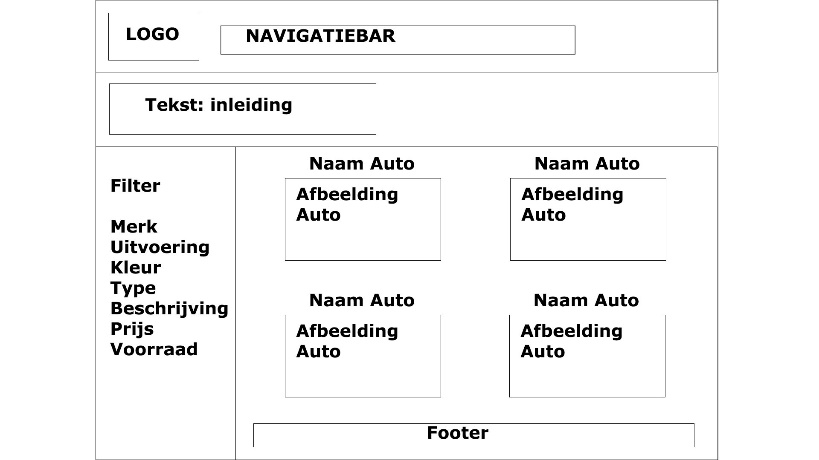 LOGO
NAVIGATIEBAR
Tekst: inleiding
Filter
Merk
Uitvoering
Kleur
Type
Beschrijving
Prijs
Voorraad
Naam Auto
Afbeelding
Auto
Naam Auto
Afbeelding
Auto
Naam Auto
Afbeelding
Auto
Naam Auto
Afbeelding
Auto
Footer